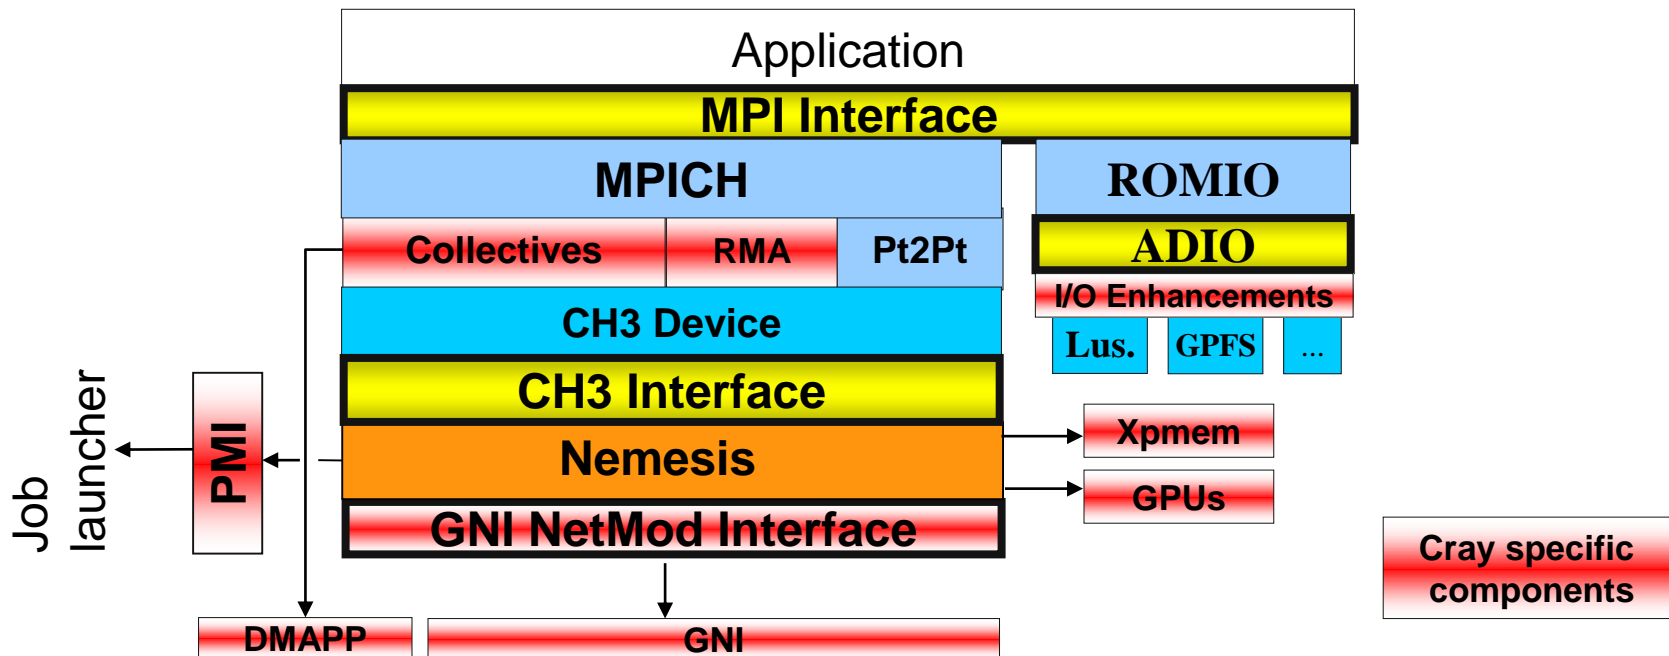 Application
MPI Interface
MPICH
ROMIO
Collectives
RMA
Pt2Pt
ADIO
I/O Enhancements
CH3 Device
Lus.
GPFS
...
CH3 Interface
Xpmem
Nemesis
GPUs
PMI
Job
launcher
GNI NetMod Interface
Cray specific
components
DMAPP
GNI